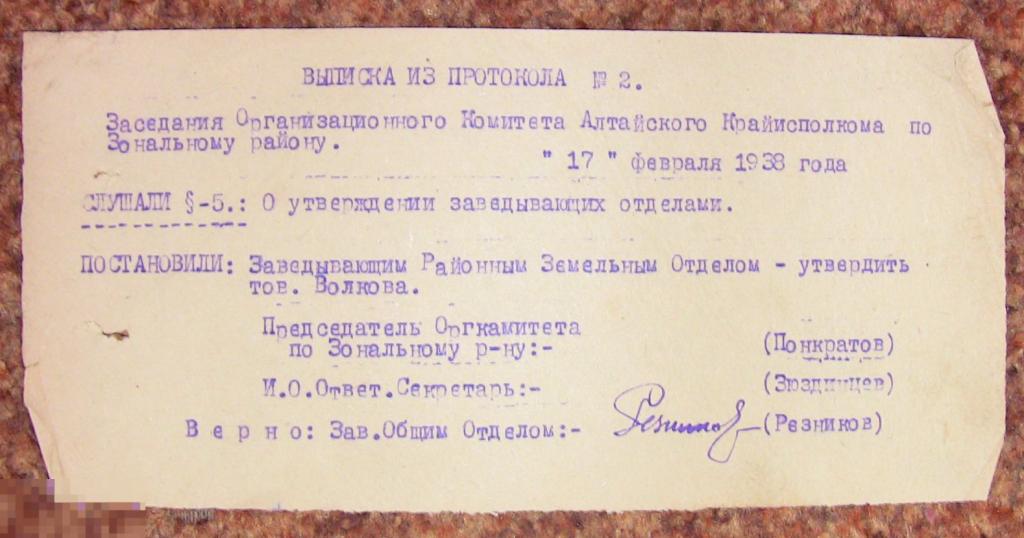 ВЫПИСКА ИЗ ПРОТОКОЛА № 2.
Заседания Организационного Комитета Алтайского Крайисполкома по
Зональному району.
" 17 " февраля 1938 года
СЛУШАЛИ §-5.: О утверждении заведывающих отделами.
ПОСТАНОВИЛИ: Заведывающим Районным Земельным Отделом - утвердить
тов. Волкова.
Председатель Оргкамитета
по Зональному р-ну:- (Понкратов)
И.О.Ответ.Секретарь:- (Зюздинцев)
В е р н о: Зав.Общим Отделом:- Резников (Резников)